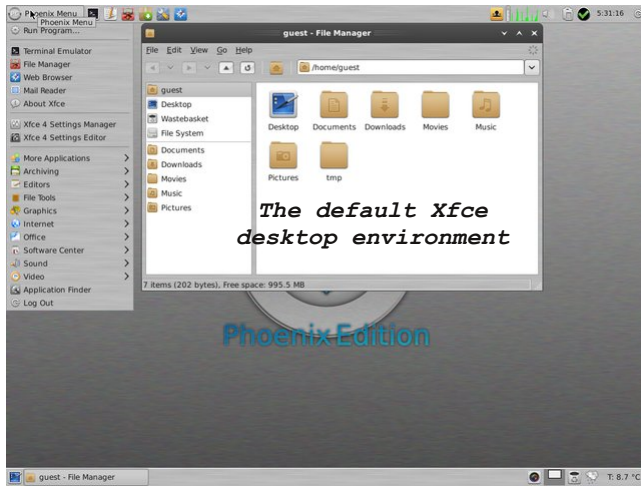 Phoenix Menu
5:31:16
Phoenix Menu
Run Program...
Terminal Emulator
File Manager
Web Browser
Mail Reader
About Xfce
Xfce 4 Settings Manager
Xfce 4 Settings Editor
More Applications
Archiving
Editors
File Tools
Graphics
Internet
Office
Software Center
Sound
Video
Application Finder
Log Out
guest - File Manager
File Edit View Go Help
/home/guest
guest
Desktop
Wastebasket
File System
Documents
Downloads
Movies
Music
Pictures
Desktop Documents Downloads Movies Music
Pictures tmp
The default Xfce
desktop environment
7 items (202 bytes), Free space: 995.5 MB
Phoenix Edition
guest - File Manager
T: 8.7 °C